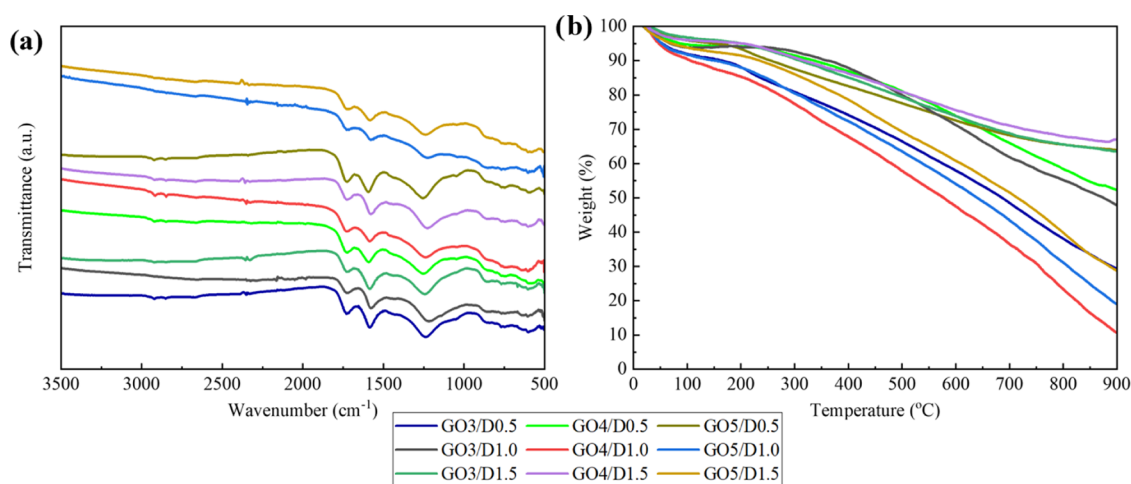 (a)
Transmittance (a.u.)
3500 3000 2500 2000 1500 1000 500
Wavenumber (cm⁻¹)
(b)
100
90
80
70
60
50
40
30
20
10
0
Weight (%)
0 100 200 300 400 500 600 700 800 900
Temperature (°C)
GO3/D0.5 GO4/D0.5 GO5/D0.5
GO3/D1.0 GO4/D1.0 GO5/D1.0
GO3/D1.5 GO4/D1.5 GO5/D1.5